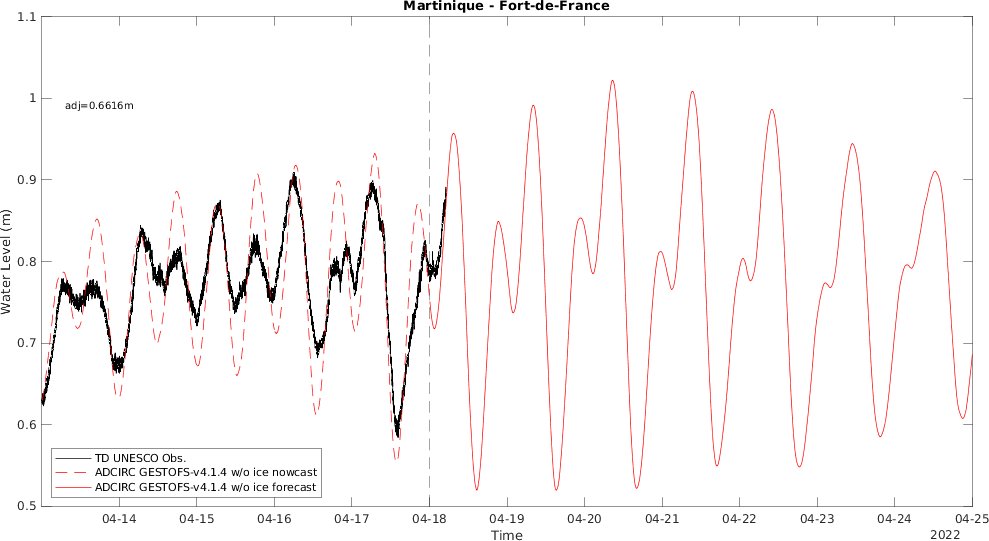 Martinique - Fort-de-France
1.1
1
0.9
0.8
0.7
0.6
0.5
Water Level (m)
adj=0.6616m
TD UNESCO Obs.
ADCIRC GESTOFS-v4.1.4 w/o ice nowcast
ADCIRC GESTOFS-v4.1.4 w/o ice forecast
04-14 04-15 04-16 04-17 04-18 04-19 04-20 04-21 04-22 04-23 04-24 04-25
Time
2022